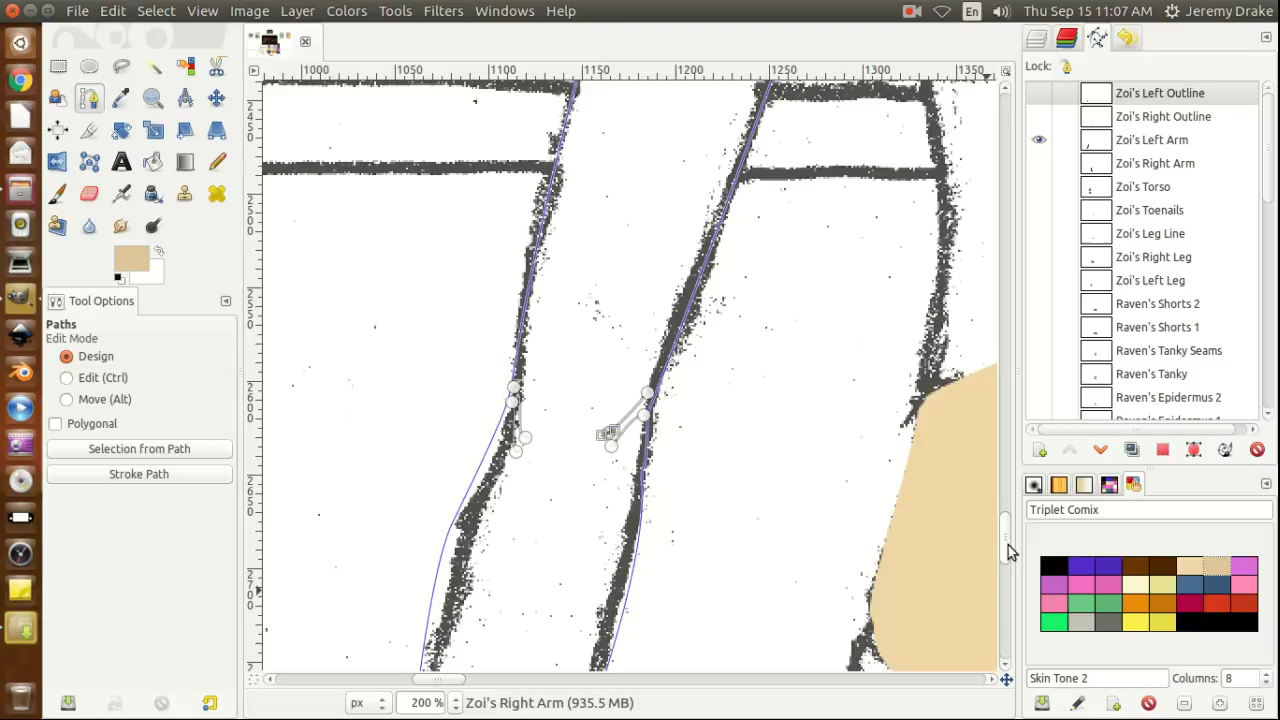 File Edit Select View Image Layer Colors Tools Filters Windows Help
En Thu Sep 15 11:07 AM Jeremy Drake
1000 1050 1100 1150 1200 1250 1300 1350
Tool Options
Paths
Edit Mode
Design
Edit (Ctrl)
Move (Alt)
Polygonal
Selection from Path
Stroke Path
px 200 % Zoi's Right Arm (935.5 MB)
Lock:
Zoi's Left Outline
Zoi's Right Outline
Zoi's Left Arm
Zoi's Right Arm
Zoi's Torso
Zoi's Toenails
Zoi's Leg Line
Zoi's Right Leg
Zoi's Left Leg
Raven's Shorts 2
Raven's Shorts 1
Raven's Tanky Seams
Raven's Tanky
Raven's Epidermus 2
Raven's Epidermus 1
Triplet Comix
Skin Tone 2 Columns: 8